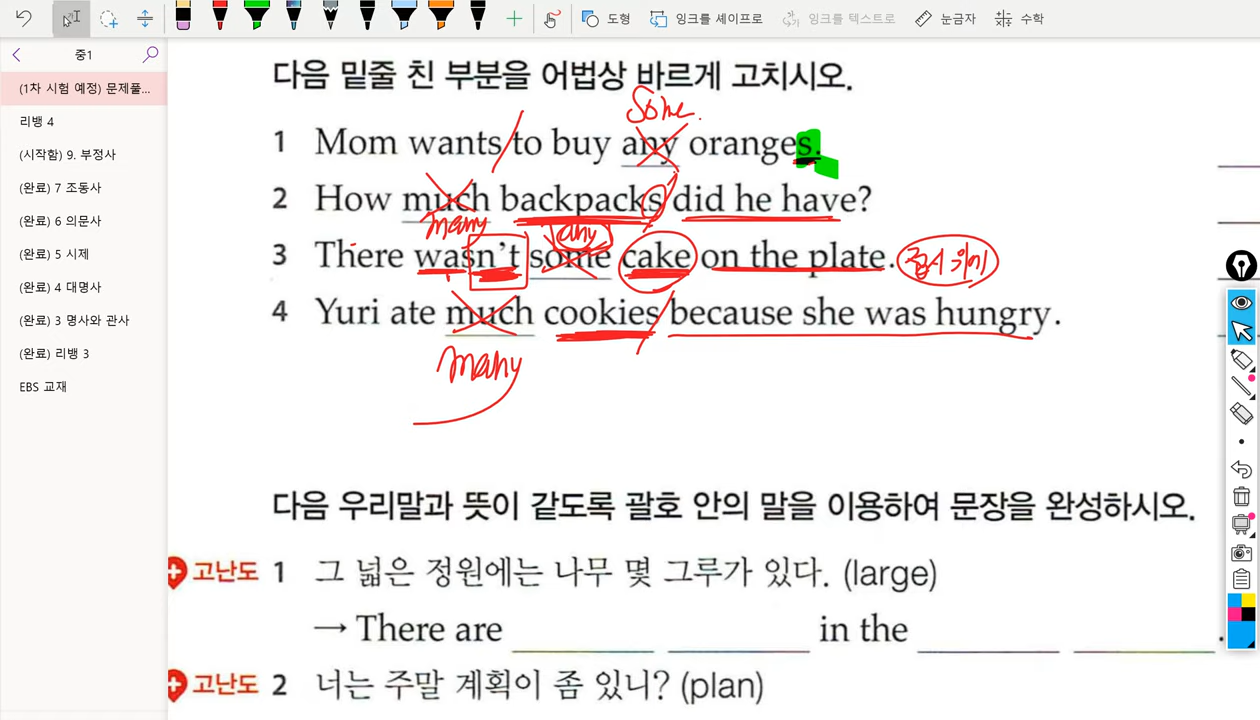 도형 잉크를 셰이프로 잉크를 텍스트로 눈금자 수학
중1
(1차 시험 예정) 문제풀...
리뱅 4
(시작함) 9. 부정사
(완료) 7 조동사
(완료) 6 의문사
(완료) 5 시제
(완료) 4 대명사
(완료) 3 명사와 관사
(완료) 리뱅 3
EBS 교재
다음 밑줄 친 부분을 어법상 바르게 고치시오.
some.
1 Mom wants to buy any oranges.
2 How much backpacks did he have?
many any
3 There wasn't some cake on the plate. 접시 위에
4 Yuri ate much cookies because she was hungry.
many
다음 우리말과 뜻이 같도록 괄호 안의 말을 이용하여 문장을 완성하시오.
고난도 1 그 넓은 정원에는 나무 몇 그루가 있다. (large)
→ There are in the .
고난도 2 너는 주말 계획이 좀 있니? (plan)